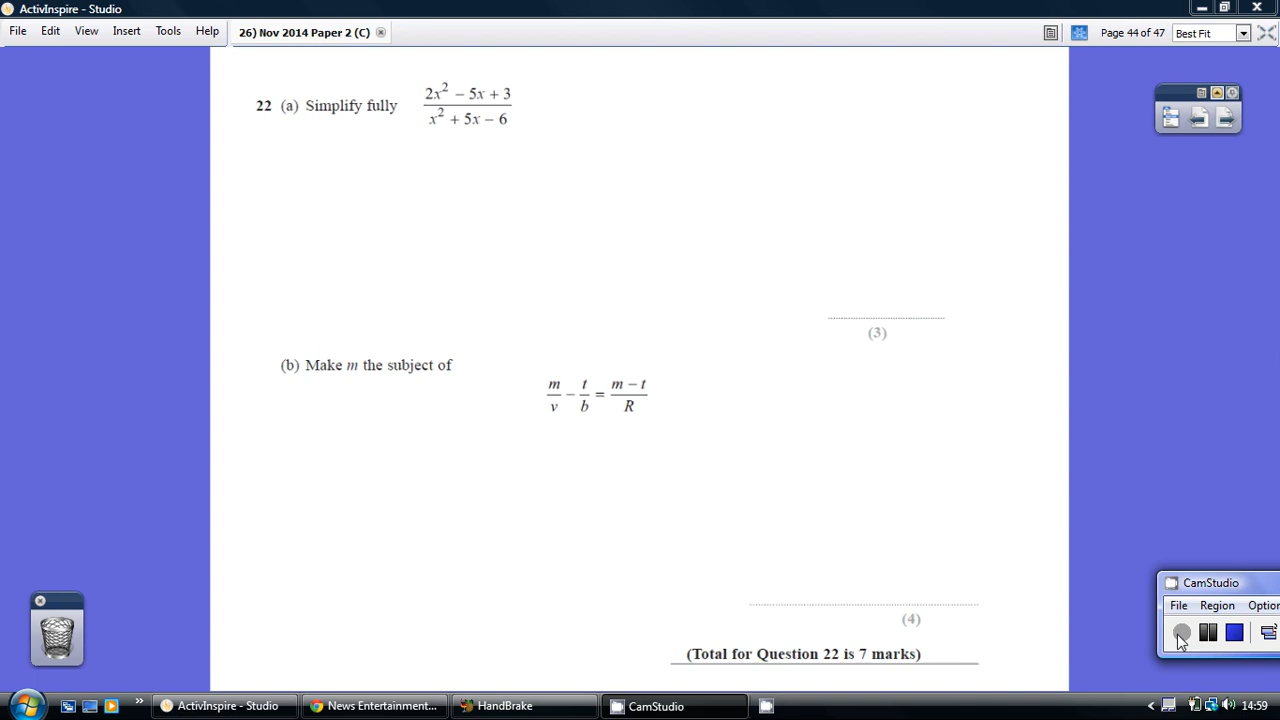 ActivInspire - Studio
File Edit View Insert Tools Help
26) Nov 2014 Paper 2 (C)
Page 44 of 47
Best Fit
22 (a) Simplify fully
2x² − 5x + 3
x² + 5x − 6
(3)
(b) Make m the subject of
m/v − t/b = m − t/R
(4)
(Total for Question 22 is 7 marks)
CamStudio
File Region Option
ActivInspire - Studio
News Entertainment...
HandBrake
CamStudio
14:59